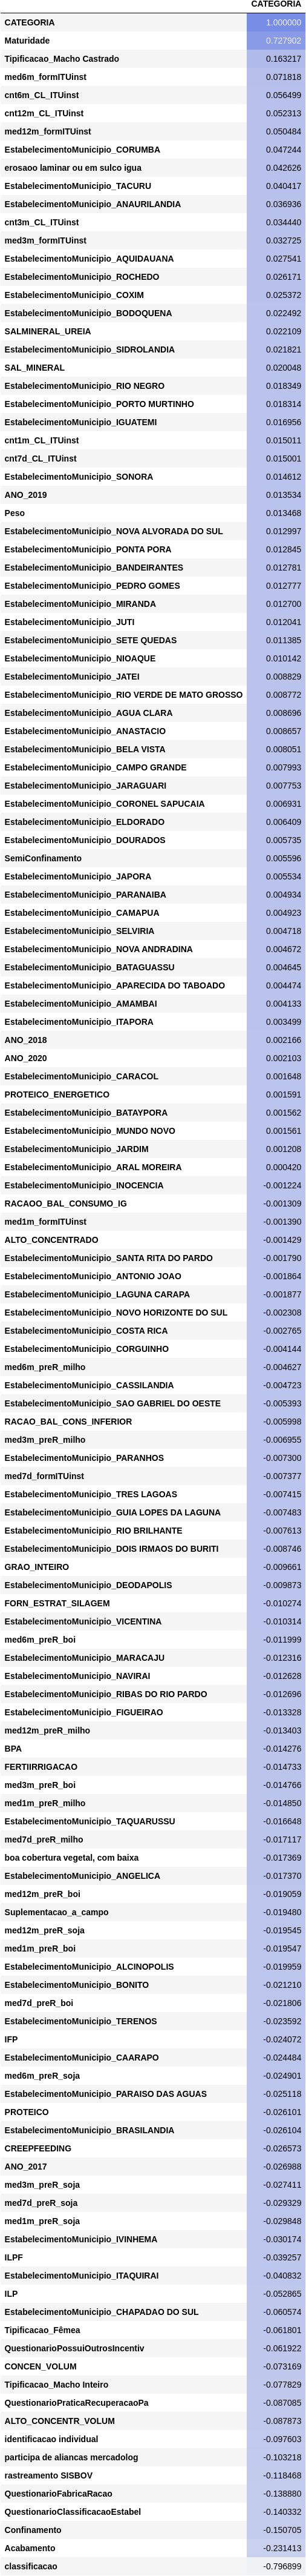 CATEGORIA
CATEGORIA 1.000000
Maturidade 0.727902
Tipificacao_Macho Castrado 0.163217
med6m_formITUinst 0.071818
cnt6m_CL_ITUinst 0.056499
cnt12m_CL_ITUinst 0.052313
med12m_formITUinst 0.050484
EstabelecimentoMunicipio_CORUMBA 0.047244
erosaoo laminar ou em sulco igua 0.042626
EstabelecimentoMunicipio_TACURU 0.040417
EstabelecimentoMunicipio_ANAURILANDIA 0.036936
cnt3m_CL_ITUinst 0.034440
med3m_formITUinst 0.032725
EstabelecimentoMunicipio_AQUIDAUANA 0.027541
EstabelecimentoMunicipio_ROCHEDO 0.026171
EstabelecimentoMunicipio_COXIM 0.025372
EstabelecimentoMunicipio_BODOQUENA 0.022492
SALMINERAL_UREIA 0.022109
EstabelecimentoMunicipio_SIDROLANDIA 0.021821
SAL_MINERAL 0.020048
EstabelecimentoMunicipio_RIO NEGRO 0.018349
EstabelecimentoMunicipio_PORTO MURTINHO 0.018314
EstabelecimentoMunicipio_IGUATEMI 0.016956
cnt1m_CL_ITUinst 0.015011
cnt7d_CL_ITUinst 0.015001
EstabelecimentoMunicipio_SONORA 0.014612
ANO_2019 0.013534
Peso 0.013468
EstabelecimentoMunicipio_NOVA ALVORADA DO SUL 0.012997
EstabelecimentoMunicipio_PONTA PORA 0.012845
EstabelecimentoMunicipio_BANDEIRANTES 0.012781
EstabelecimentoMunicipio_PEDRO GOMES 0.012777
EstabelecimentoMunicipio_MIRANDA 0.012700
EstabelecimentoMunicipio_JUTI 0.012041
EstabelecimentoMunicipio_SETE QUEDAS 0.011385
EstabelecimentoMunicipio_NIOAQUE 0.010142
EstabelecimentoMunicipio_JATEI 0.008829
EstabelecimentoMunicipio_RIO VERDE DE MATO GROSSO 0.008772
EstabelecimentoMunicipio_AGUA CLARA 0.008696
EstabelecimentoMunicipio_ANASTACIO 0.008657
EstabelecimentoMunicipio_BELA VISTA 0.008051
EstabelecimentoMunicipio_CAMPO GRANDE 0.007993
EstabelecimentoMunicipio_JARAGUARI 0.007753
EstabelecimentoMunicipio_CORONEL SAPUCAIA 0.006931
EstabelecimentoMunicipio_ELDORADO 0.006409
EstabelecimentoMunicipio_DOURADOS 0.005735
SemiConfinamento 0.005596
EstabelecimentoMunicipio_JAPORA 0.005534
EstabelecimentoMunicipio_PARANAIBA 0.004934
EstabelecimentoMunicipio_CAMAPUA 0.004923
EstabelecimentoMunicipio_SELVIRIA 0.004718
EstabelecimentoMunicipio_NOVA ANDRADINA 0.004672
EstabelecimentoMunicipio_BATAGUASSU 0.004645
EstabelecimentoMunicipio_APARECIDA DO TABOADO 0.004474
EstabelecimentoMunicipio_AMAMBAI 0.004133
EstabelecimentoMunicipio_ITAPORA 0.003499
ANO_2018 0.002166
ANO_2020 0.002103
EstabelecimentoMunicipio_CARACOL 0.001648
PROTEICO_ENERGETICO 0.001591
EstabelecimentoMunicipio_BATAYPORA 0.001562
EstabelecimentoMunicipio_MUNDO NOVO 0.001561
EstabelecimentoMunicipio_JARDIM 0.001208
EstabelecimentoMunicipio_ARAL MOREIRA 0.000420
EstabelecimentoMunicipio_INOCENCIA -0.001224
RACAOO_BAL_CONSUMO_IG -0.001309
med1m_formITUinst -0.001390
ALTO_CONCENTRADO -0.001429
EstabelecimentoMunicipio_SANTA RITA DO PARDO -0.001790
EstabelecimentoMunicipio_ANTONIO JOAO -0.001864
EstabelecimentoMunicipio_LAGUNA CARAPA -0.001877
EstabelecimentoMunicipio_NOVO HORIZONTE DO SUL -0.002308
EstabelecimentoMunicipio_COSTA RICA -0.002765
EstabelecimentoMunicipio_CORGUINHO -0.004144
med6m_preR_milho -0.004627
EstabelecimentoMunicipio_CASSILANDIA -0.004723
EstabelecimentoMunicipio_SAO GABRIEL DO OESTE -0.005393
RACAO_BAL_CONS_INFERIOR -0.005998
med3m_preR_milho -0.006955
EstabelecimentoMunicipio_PARANHOS -0.007300
med7d_formITUinst -0.007377
EstabelecimentoMunicipio_TRES LAGOAS -0.007415
EstabelecimentoMunicipio_GUIA LOPES DA LAGUNA -0.007483
EstabelecimentoMunicipio_RIO BRILHANTE -0.007613
EstabelecimentoMunicipio_DOIS IRMAOS DO BURITI -0.008746
GRAO_INTEIRO -0.009661
EstabelecimentoMunicipio_DEODAPOLIS -0.009873
FORN_ESTRAT_SILAGEM -0.010274
EstabelecimentoMunicipio_VICENTINA -0.010314
med6m_preR_boi -0.011999
EstabelecimentoMunicipio_MARACAJU -0.012316
EstabelecimentoMunicipio_NAVIRAI -0.012628
EstabelecimentoMunicipio_RIBAS DO RIO PARDO -0.012696
EstabelecimentoMunicipio_FIGUEIRAO -0.013328
med12m_preR_milho -0.013403
BPA -0.014276
FERTIIRRIGACAO -0.014733
med3m_preR_boi -0.014766
med1m_preR_milho -0.014850
EstabelecimentoMunicipio_TAQUARUSSU -0.016648
med7d_preR_milho -0.017117
boa cobertura vegetal, com baixa -0.017369
EstabelecimentoMunicipio_ANGELICA -0.017370
med12m_preR_boi -0.019059
Suplementacao_a_campo -0.019480
med12m_preR_soja -0.019545
med1m_preR_boi -0.019547
EstabelecimentoMunicipio_ALCINOPOLIS -0.019959
EstabelecimentoMunicipio_BONITO -0.021210
med7d_preR_boi -0.021806
EstabelecimentoMunicipio_TERENOS -0.023592
IFP -0.024072
EstabelecimentoMunicipio_CAARAPO -0.024484
med6m_preR_soja -0.024901
EstabelecimentoMunicipio_PARAISO DAS AGUAS -0.025118
PROTEICO -0.026101
EstabelecimentoMunicipio_BRASILANDIA -0.026104
CREEPFEEDING -0.026573
ANO_2017 -0.026988
med3m_preR_soja -0.027411
med7d_preR_soja -0.029329
med1m_preR_soja -0.029848
EstabelecimentoMunicipio_IVINHEMA -0.030174
ILPF -0.039257
EstabelecimentoMunicipio_ITAQUIRAI -0.040832
ILP -0.052865
EstabelecimentoMunicipio_CHAPADAO DO SUL -0.060574
Tipificacao_Fêmea -0.061801
QuestionarioPossuiOutrosIncentiv -0.061922
CONCEN_VOLUM -0.073169
Tipificacao_Macho Inteiro -0.077829
QuestionarioPraticaRecuperacaoPa -0.087085
ALTO_CONCENTR_VOLUM -0.087873
identificacao individual -0.097603
participa de aliancas mercadolog -0.103218
rastreamento SISBOV -0.118468
QuestionarioFabricaRacao -0.138880
QuestionarioClassificacaoEstabel -0.140332
Confinamento -0.150705
Acabamento -0.231413
classificacao -0.796899